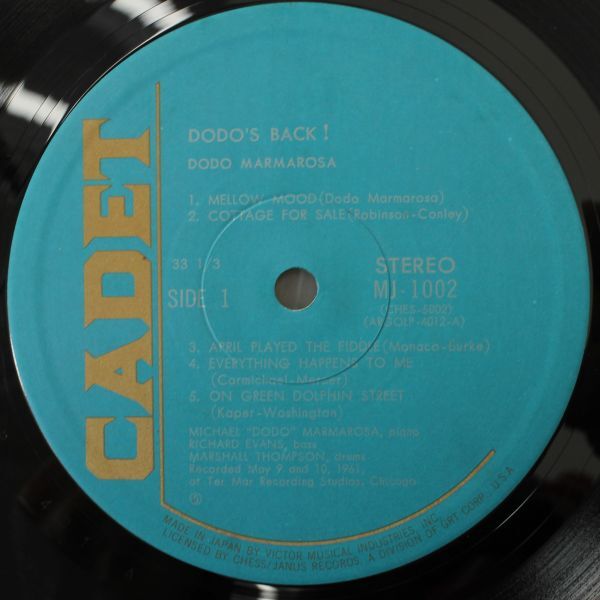 CADET
DODO'S BACK!
DODO MARMAROSA
1. MELLOW MOOD (Dodo Marmarosa)
2. COTTAGE FOR SALE (Robinson-Conley)
33 1/3
STEREO
SIDE 1
MJ-1002
(CHES-5002)
(ARGOLP-4012-A)
3. APRIL PLAYED THE FIDDLE (Monaco-Burke)
4. EVERYTHING HAPPENS TO ME
(Carmichael-Mercer)
5. ON GREEN DOLPHIN STREET
(Kaper-Washington)
MICHAEL "DODO" MARMAROSA, piano
RICHARD EVANS, bass
MARSHALL THOMPSON, drums
Recorded May 9 and 10, 1961,
at Ter Mar Recording Studios, Chicago
Ⓟ
MADE IN JAPAN BY VICTOR MUSICAL INDUSTRIES, INC.
LICENSED BY CHESS/JANUS RECORDS, A DIVISION OF GRT CORP., U.S.A.